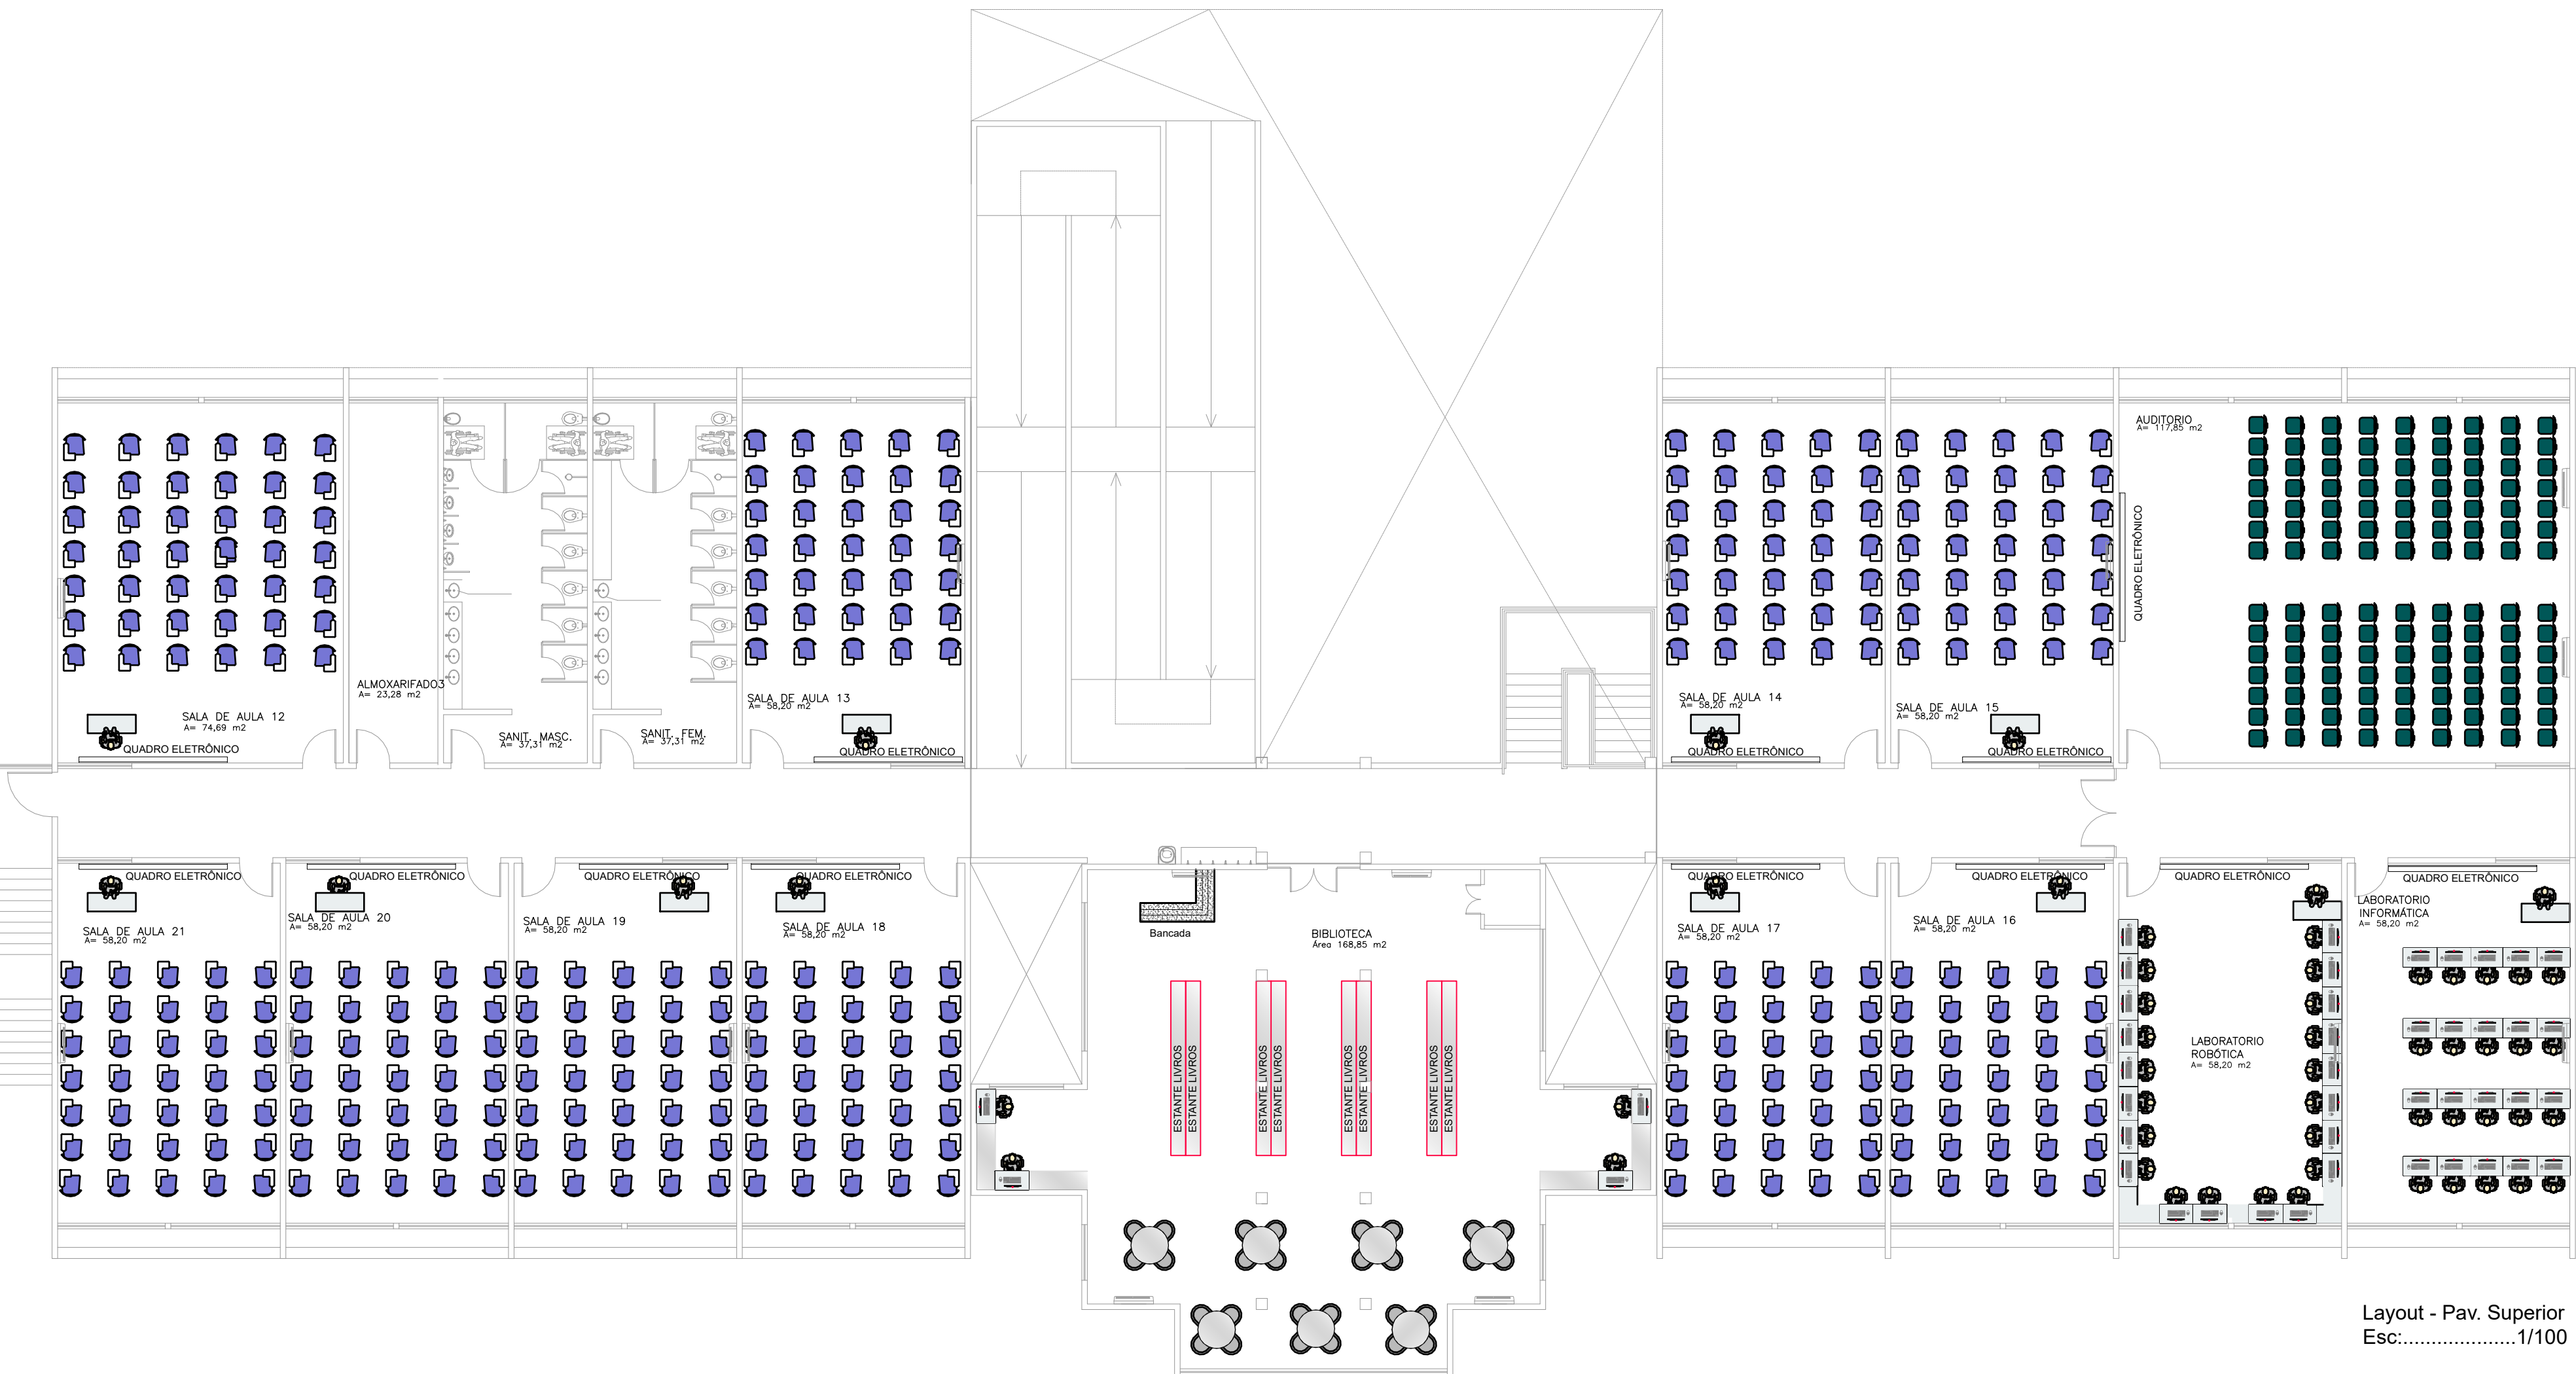 AUDITORIO
A= 117,85 m2
QUADRO ELETRÔNICO
ALMOXARIFADO3
A= 23,28 m2
SALA DE AULA 12
A= 74,69 m2
QUADRO ELETRÔNICO
SANIT. MASC.
A= 37,31 m2
SANIT. FEM.
A= 37,31 m2
SALA DE AULA 13
A= 58,20 m2
QUADRO ELETRÔNICO
SALA DE AULA 14
A= 58,20 m2
QUADRO ELETRÔNICO
SALA DE AULA 15
A= 58,20 m2
QUADRO ELETRÔNICO
QUADRO ELETRÔNICO
SALA DE AULA 21
A= 58,20 m2
QUADRO ELETRÔNICO
SALA DE AULA 20
A= 58,20 m2
QUADRO ELETRÔNICO
SALA DE AULA 19
A= 58,20 m2
QUADRO ELETRÔNICO
SALA DE AULA 18
A= 58,20 m2
Bancada
BIBLIOTECA
Área 168,85 m2
ESTANTE LIVROS
ESTANTE LIVROS
ESTANTE LIVROS
ESTANTE LIVROS
ESTANTE LIVROS
ESTANTE LIVROS
ESTANTE LIVROS
ESTANTE LIVROS
QUADRO ELETRÔNICO
SALA DE AULA 17
A= 58,20 m2
QUADRO ELETRÔNICO
SALA DE AULA 16
A= 58,20 m2
QUADRO ELETRÔNICO
LABORATORIO
ROBÓTICA
A= 58,20 m2
QUADRO ELETRÔNICO
LABORATORIO
INFORMÁTICA
A= 58,20 m2
Layout - Pav. Superior
Esc:....................1/100